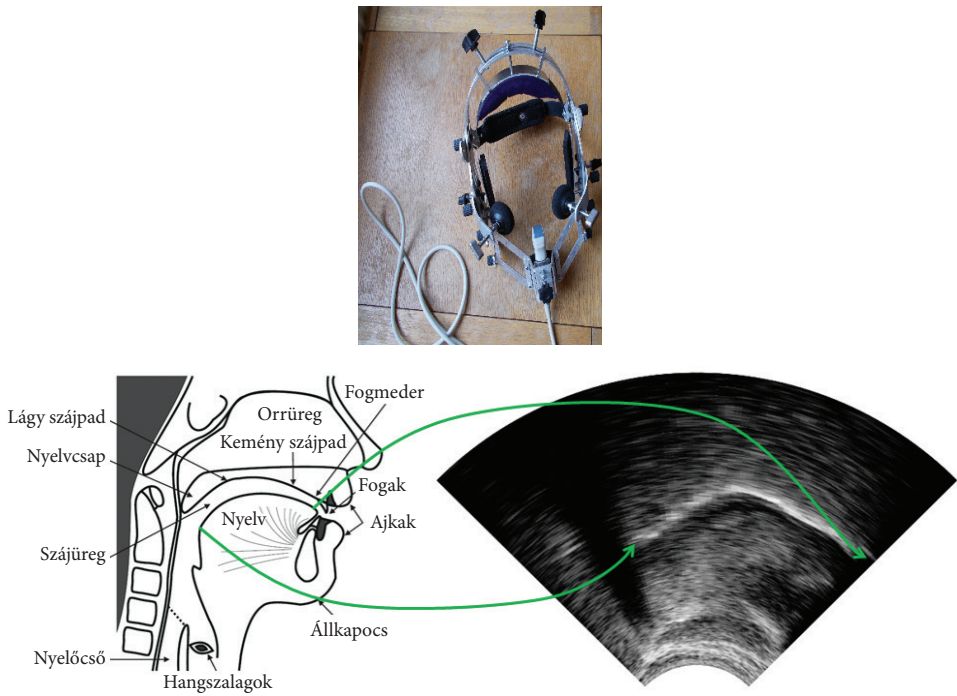 Fogmeder
Orrüreg
Lágy szájpad
Kemény szájpad
Nyelvcsap
Fogak
Nyelv
Ajkak
Szájüreg
Állkapocs
Nyelőcső
Hangszalagok